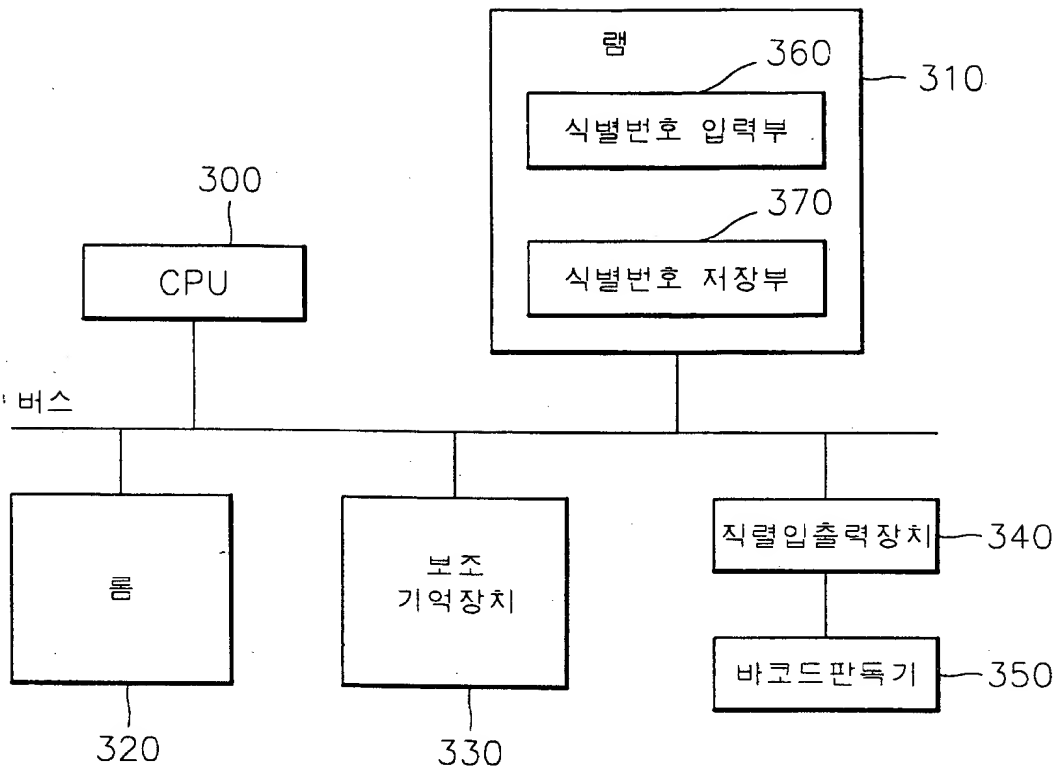 램
360
310
식별번호 입력부
370
식별번호 저장부
300
CPU
버스
롬
320
보조
기억장치
330
직렬입출력장치
340
바코드판독기
350